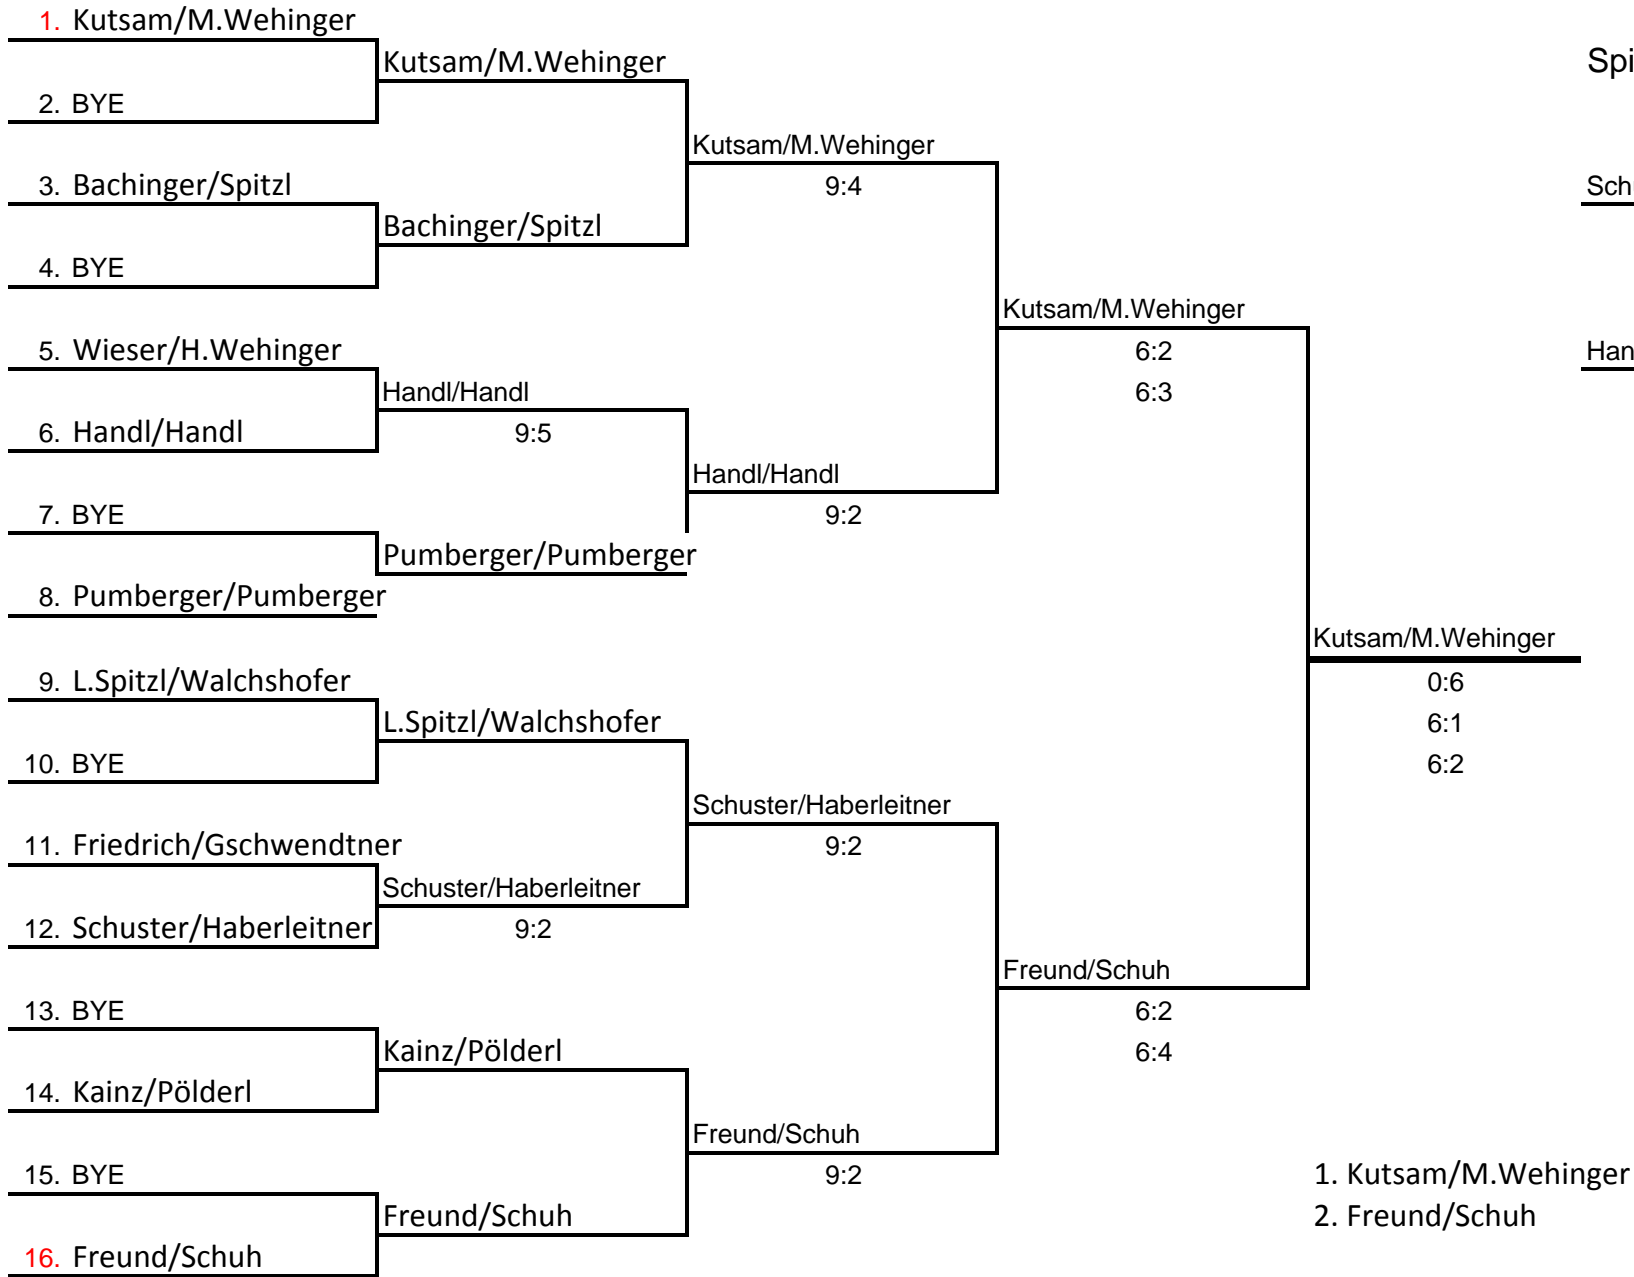 1. Kutsam/M.Wehinger
Kutsam/M.Wehinger
2. BYE
Kutsam/M.Wehinger
9:4
3. Bachinger/Spitzl
Bachinger/Spitzl
4. BYE
Kutsam/M.Wehinger
6:2
6:3
5. Wieser/H.Wehinger
Handl/Handl
9:5
6. Handl/Handl
Handl/Handl
9:2
7. BYE
Pumberger/Pumberger
8. Pumberger/Pumberger
Kutsam/M.Wehinger
0:6
6:1
6:2
9. L.Spitzl/Walchshofer
L.Spitzl/Walchshofer
10. BYE
Schuster/Haberleitner
9:2
11. Friedrich/Gschwendtner
Schuster/Haberleitner
9:2
12. Schuster/Haberleitner
Freund/Schuh
6:2
6:4
13. BYE
Kainz/Pölderl
14. Kainz/Pölderl
Freund/Schuh
9:2
15. BYE
Freund/Schuh
16. Freund/Schuh
1. Kutsam/M.Wehinger
2. Freund/Schuh